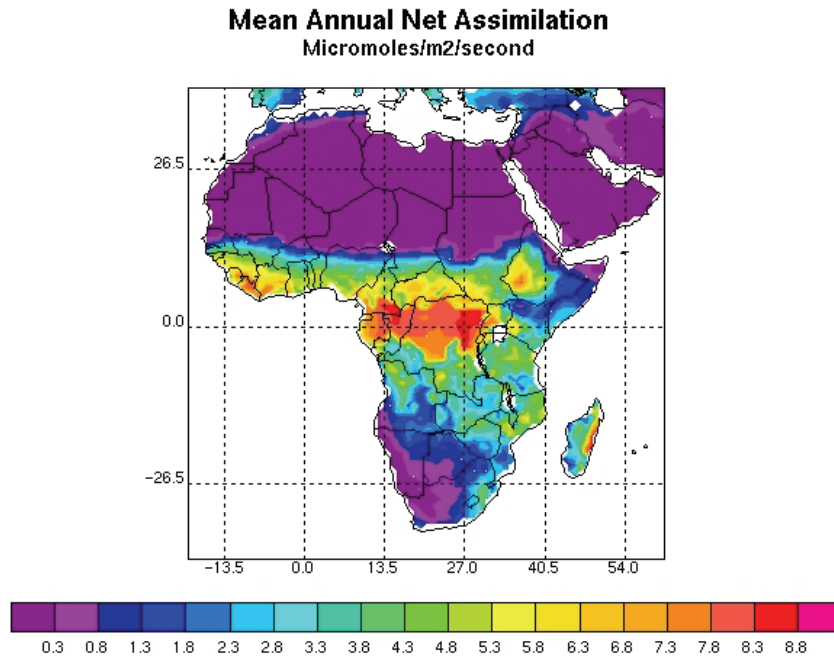 Mean Annual Net Assimilation
Micromoles/m2/second
26.5
0.0
−26.5
−13.5 0.0 13.5 27.0 40.5 54.0
0.3 0.8 1.3 1.8 2.3 2.8 3.3 3.8 4.3 4.8 5.3 5.8 6.3 6.8 7.3 7.8 8.3 8.8